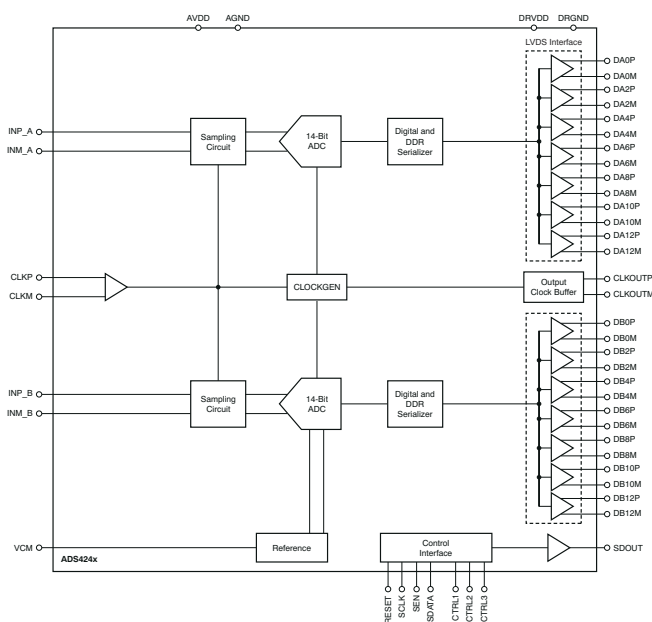 AVDD
AGND
DRVDD
DRGND
LVDS Interface
DA0P
DA0M
DA2P
DA2M
DA4P
DA4M
DA6P
DA6M
DA8P
DA8M
DA10P
DA10M
DA12P
DA12M
INP_A
INM_A
Sampling
Circuit
14-Bit
ADC
Digital and
DDR
Serializer
CLKP
CLKM
CLOCKGEN
Output
Clock Buffer
CLKOUTP
CLKOUTM
DB0P
DB0M
DB2P
DB2M
DB4P
DB4M
DB6P
DB6M
DB8P
DB8M
DB10P
DB10M
DB12P
DB12M
INP_B
INM_B
Sampling
Circuit
14-Bit
ADC
Digital and
DDR
Serializer
VCM
Reference
Control
Interface
SDOUT
ADS424x
RESET
SCLK
SEN
SDATA
CTRL1
CTRL2
CTRL3